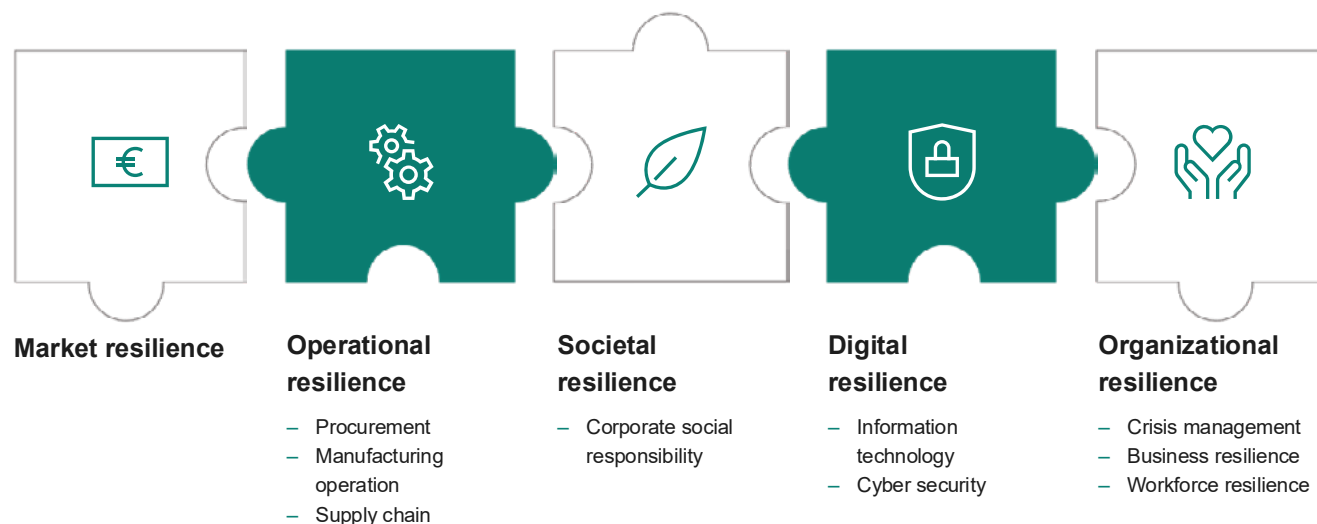 €
Market resilience
Operational
resilience
– Procurement
– Manufacturing
operation
– Supply chain
Societal
resilience
– Corporate social
responsibility
Digital
resilience
– Information
technology
– Cyber security
Organizational
resilience
– Crisis management
– Business resilience
– Workforce resilience